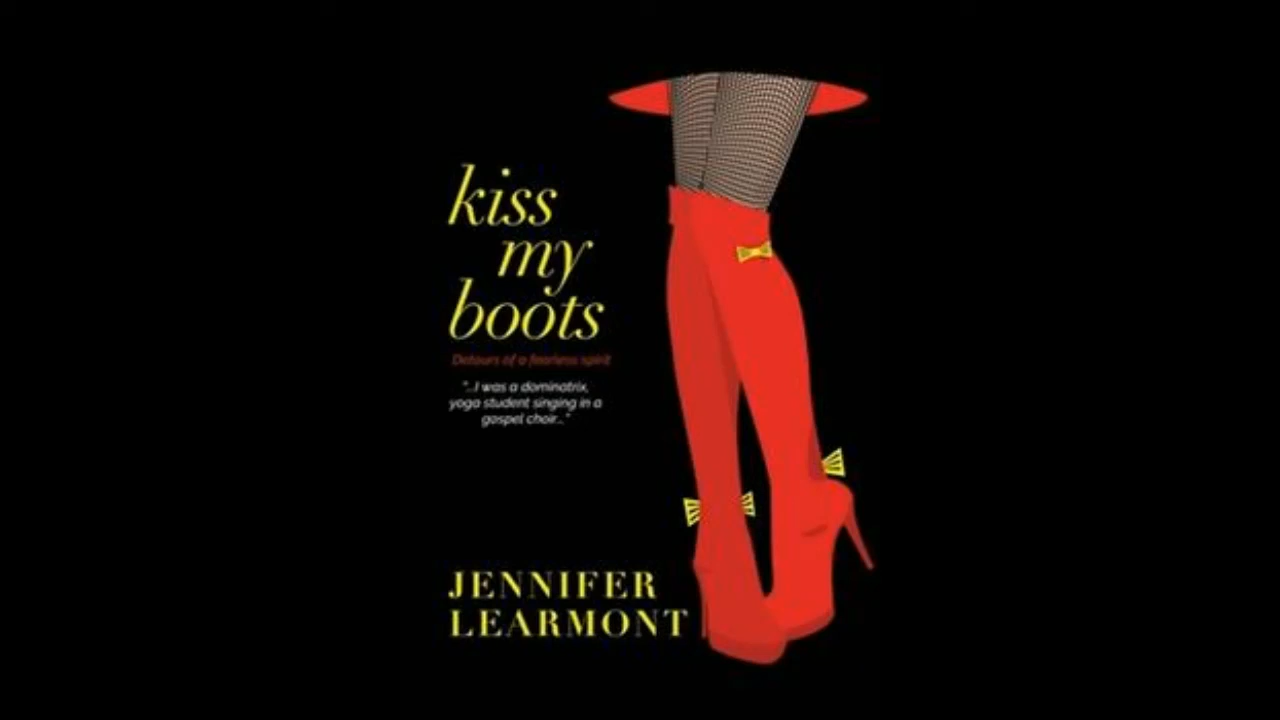 kiss
my
boots
Detours of a fearless spirit
"...I was a dominatrix,
yoga student singing in a
gospel choir..."
JENNIFER
LEARMONT